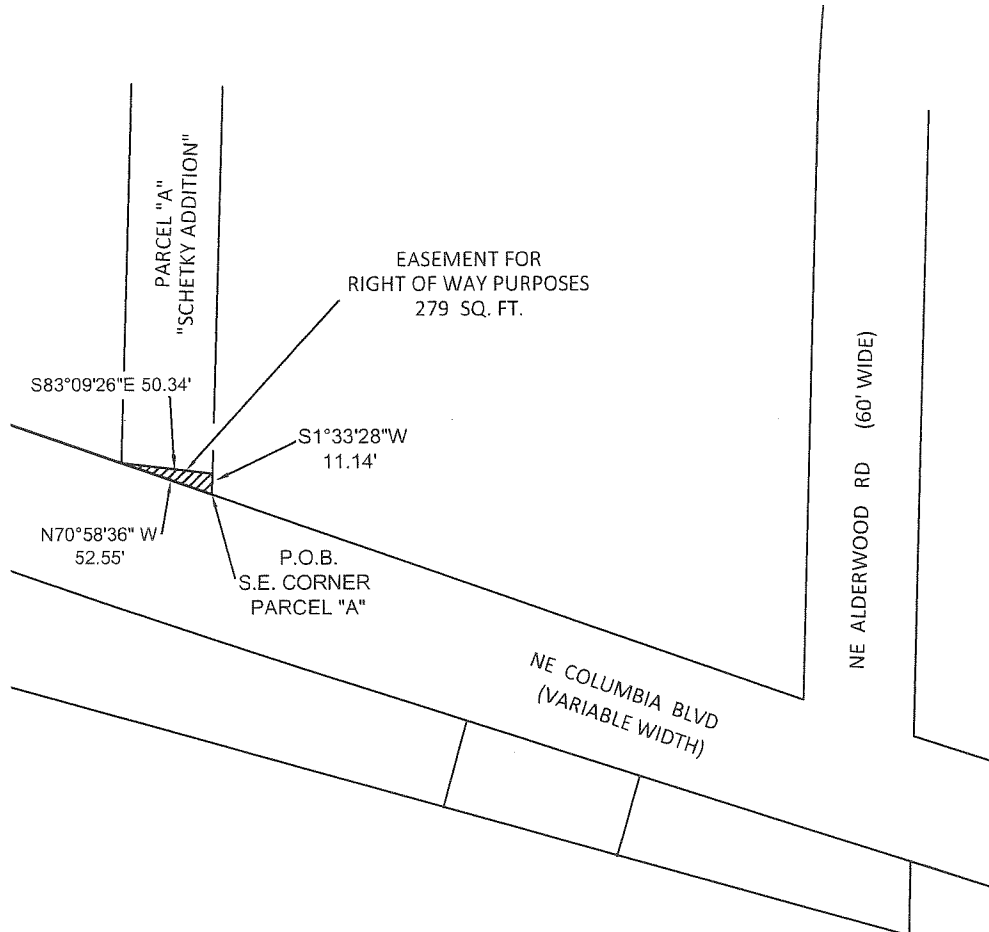 PARCEL "A"
"SCHETKY ADDITION"
EASEMENT FOR
RIGHT OF WAY PURPOSES
279 SQ. FT.
S83°09'26"E 50.34'
S1°33'28"W
11.14'
N70°58'36" W
52.55'
P.O.B.
S.E. CORNER
PARCEL "A"
NE COLUMBIA BLVD
(VARIABLE WIDTH)
NE ALDERWOOD RD (60' WIDE)